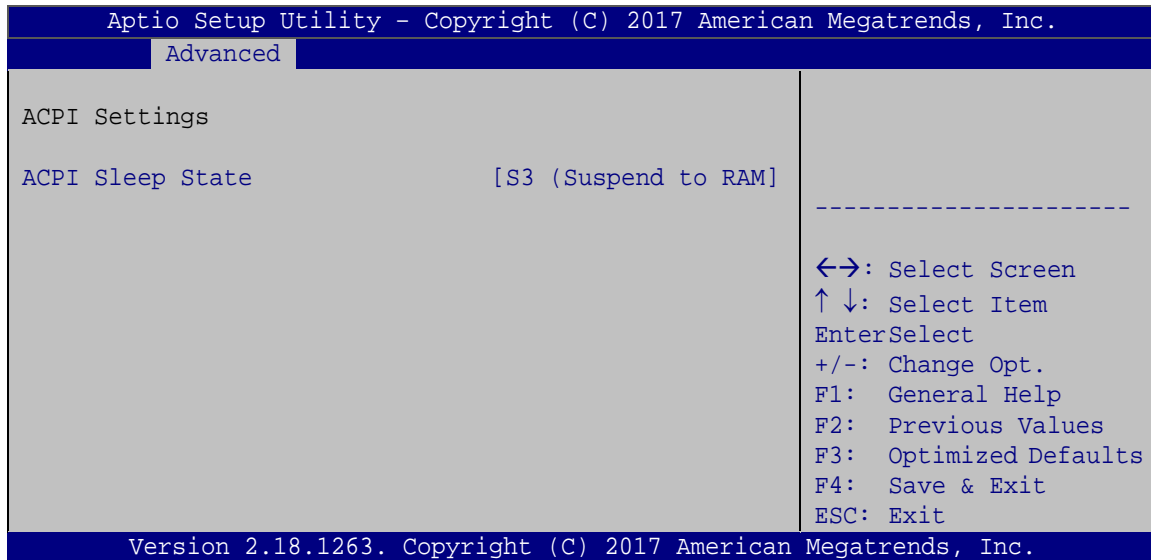 Aptio Setup Utility – Copyright (C) 2017 American Megatrends, Inc.
Advanced
ACPI Settings
ACPI Sleep State [S3 (Suspend to RAM]
----------------------
←→: Select Screen
↑ ↓: Select Item
EnterSelect
+/-: Change Opt.
F1: General Help
F2: Previous Values
F3: Optimized Defaults
F4: Save & Exit
ESC: Exit
Version 2.18.1263. Copyright (C) 2017 American Megatrends, Inc.